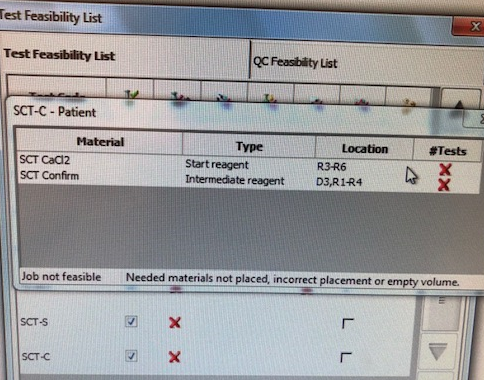 Test Feasibility List
Test Feasibility List
QC Feasibility List
SCT-C - Patient
Material Type Location #Tests
SCT CaCl2 Start reagent R3-R6
SCT Confirm Intermediate reagent D3,R1-R4
Job not feasible Needed materials not placed, incorrect placement or empty volume.
SCT-S
SCT-C